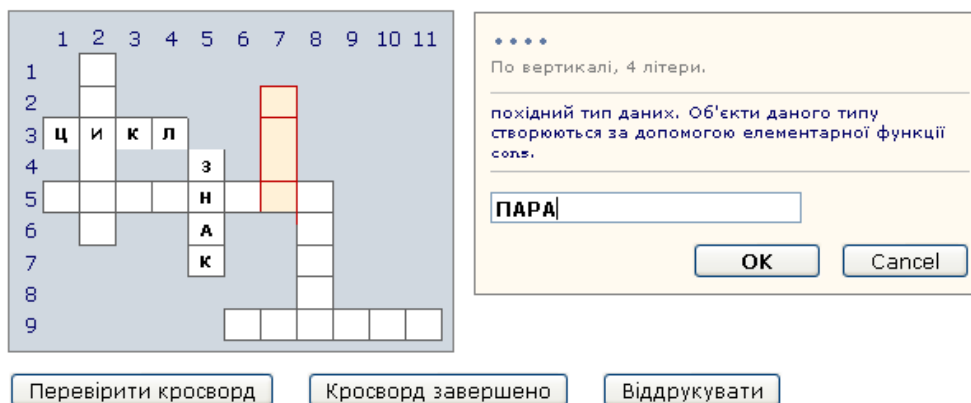 1 2 3 4 5 6 7 8 9 10 11
1
2
3 Ц И К Л
4 З
5 Н
6 А
7 К
8
9
По вертикалі, 4 літери.
похідний тип даних. Об'єкти даного типу
створюються за допомогою елементарної функції
cons.
ПАРА
OK Cancel
Перевірити кросворд Кросворд завершено Віддрукувати